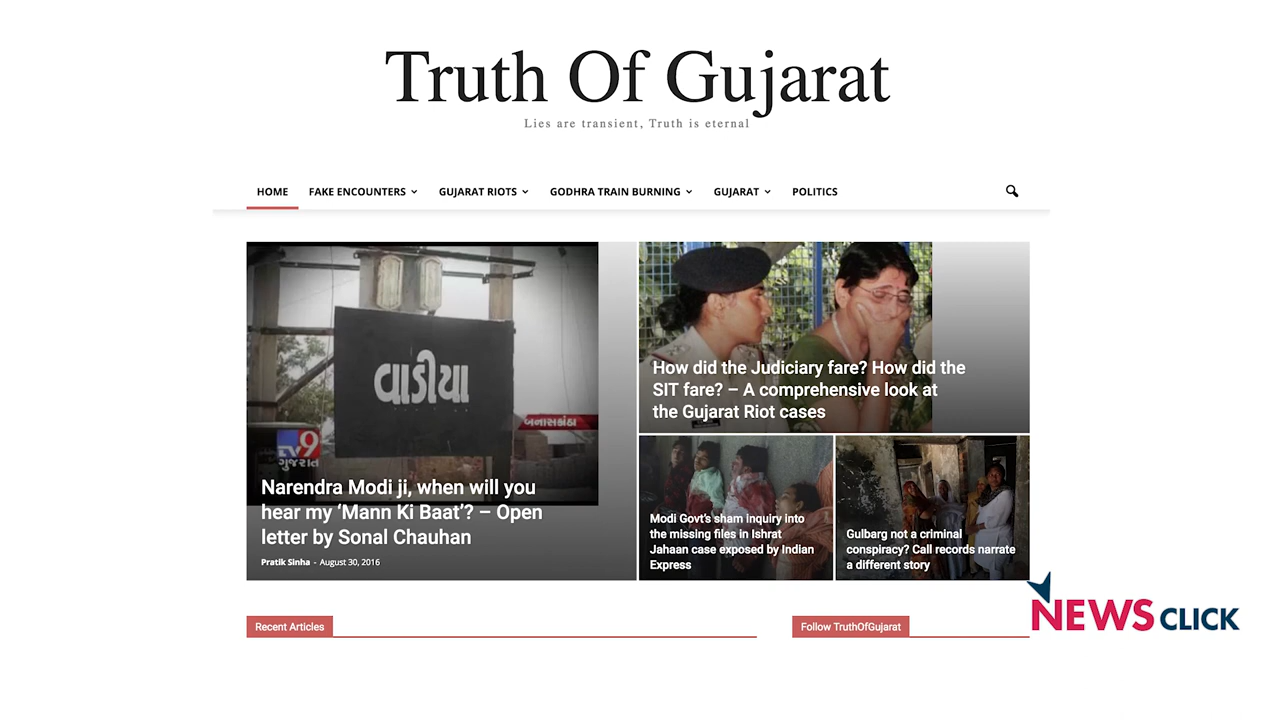 Truth Of Gujarat
Lies are transient, Truth is eternal
HOME FAKE ENCOUNTERS GUJARAT RIOTS GODHRA TRAIN BURNING GUJARAT POLITICS
વાડીયા
બનાસકાંઠા
TV9
ગુજરાત
Narendra Modi ji, when will you
hear my ‘Mann Ki Baat’? – Open
letter by Sonal Chauhan
Pratik Sinha - August 30, 2016
How did the Judiciary fare? How did the
SIT fare? – A comprehensive look at
the Gujarat Riot cases
Modi Govt’s sham inquiry into
the missing files in Ishrat
Jahaan case exposed by Indian
Express
Gulbarg not a criminal
conspiracy? Call records narrate
a different story
Recent Articles
Follow TruthOfGujarat
NEWS CLICK